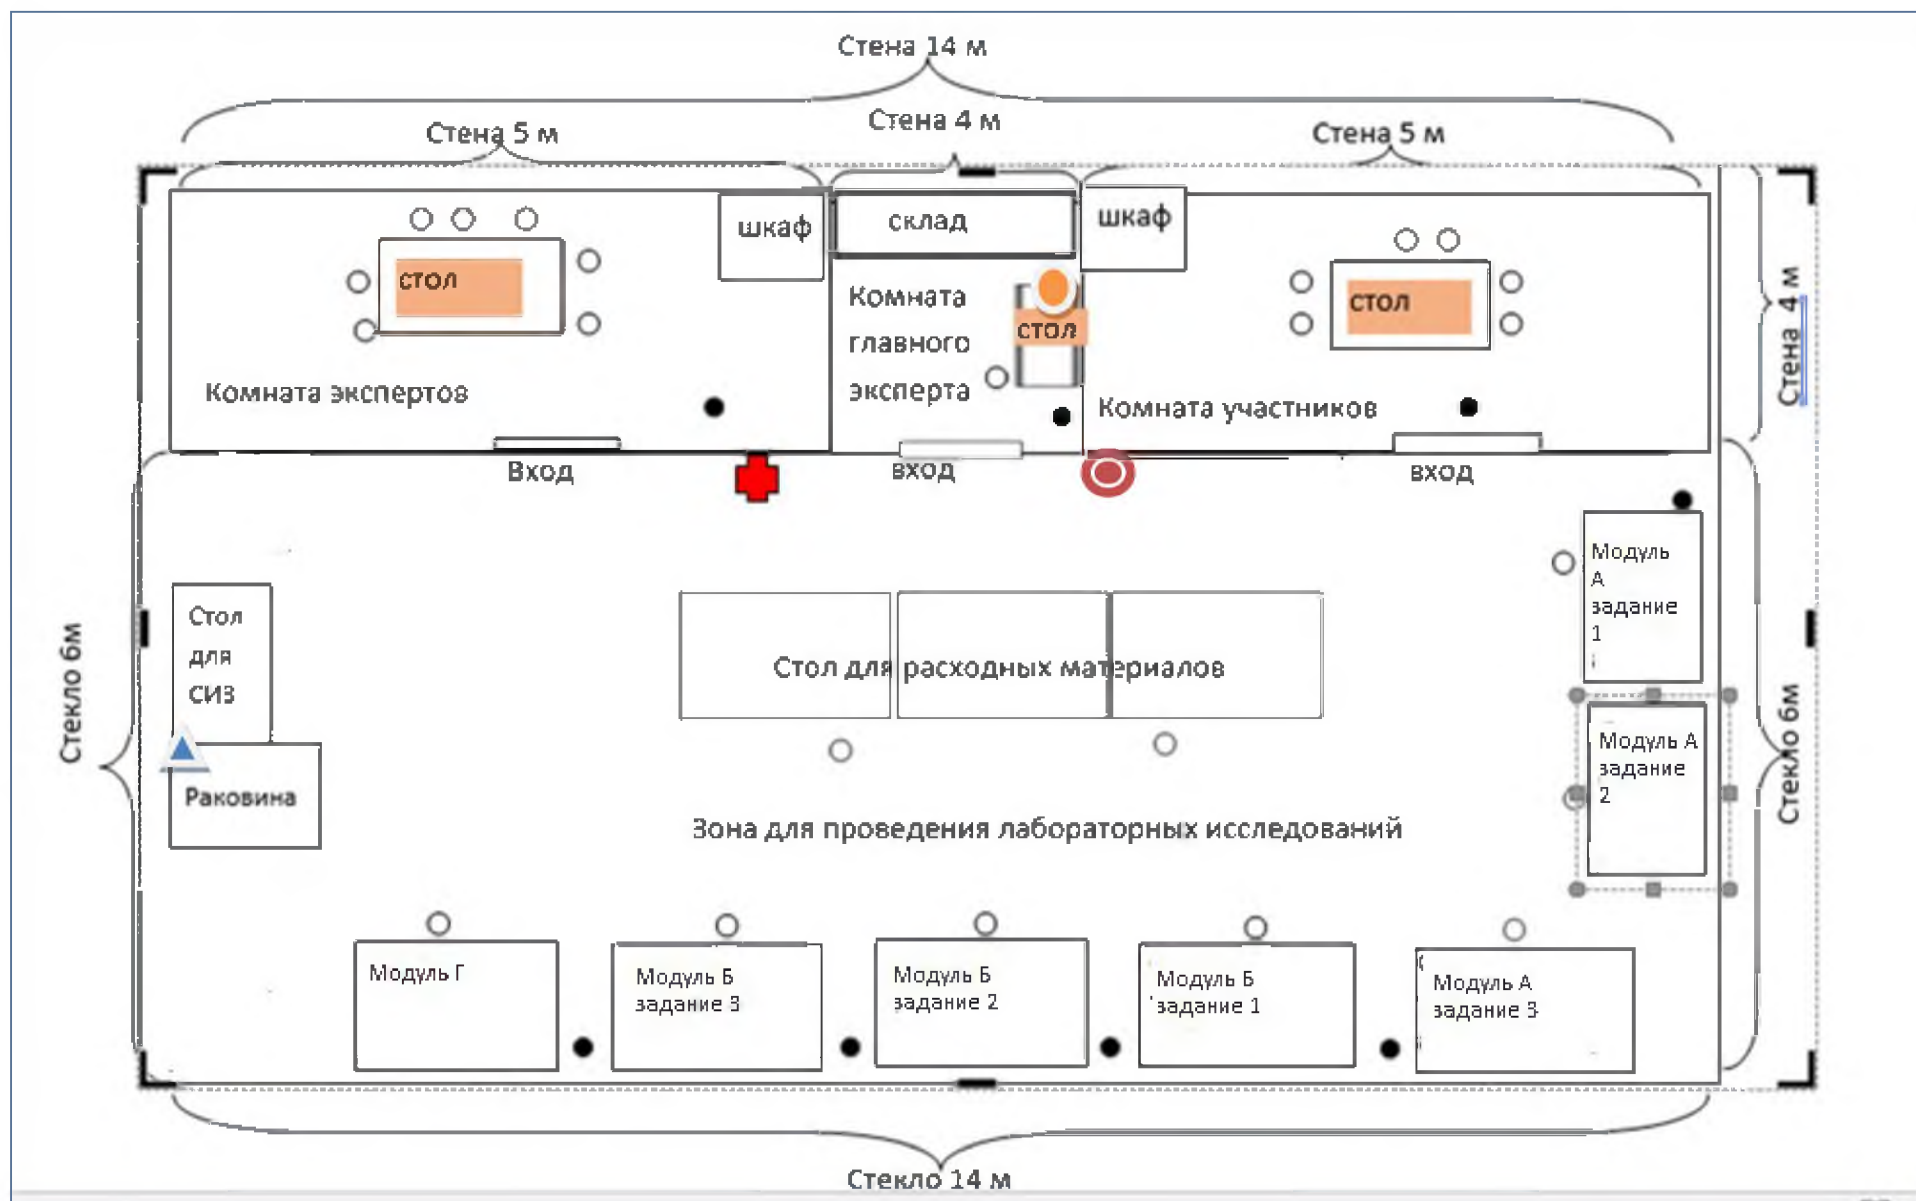 Стена 14 м
Стена 4 м
Стена 5 м
Стена 5 м
шкаф
склад
шкаф
стол
Комната
главного
эксперта
стол
стол
Стена 4 м
Комната экспертов
Комната участников
Вход
вход
вход
Модуль
А
задание
1
Стол
для
СИЗ
Стол для расходных материалов
Стекло 6м
Стекло 6м
Модуль А
задание
2
Раковина
Зона для проведения лабораторных исследований
Модуль Г
Модуль Б
задание 3
Модуль Б
задание 2
Модуль Б
задание 1
Модуль А
задание 3
Стекло 14 м